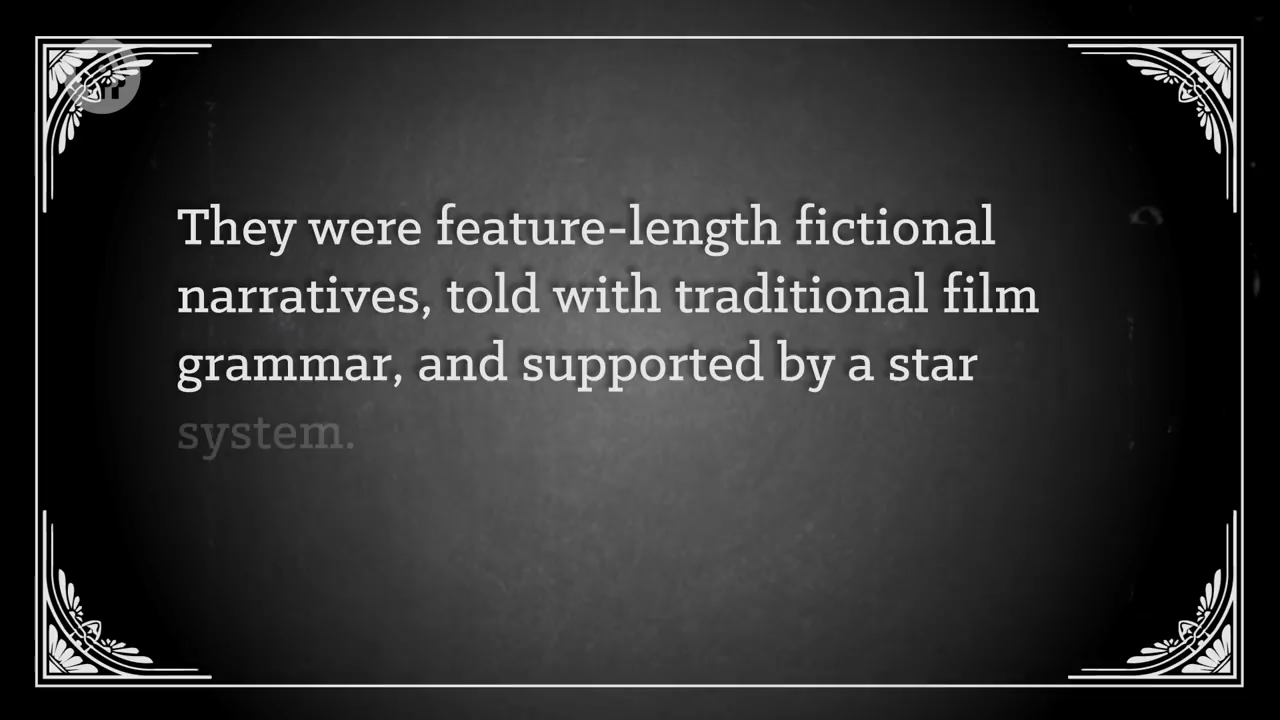 They were feature-length fictional
narratives, told with traditional film
grammar, and supported by a star
system.